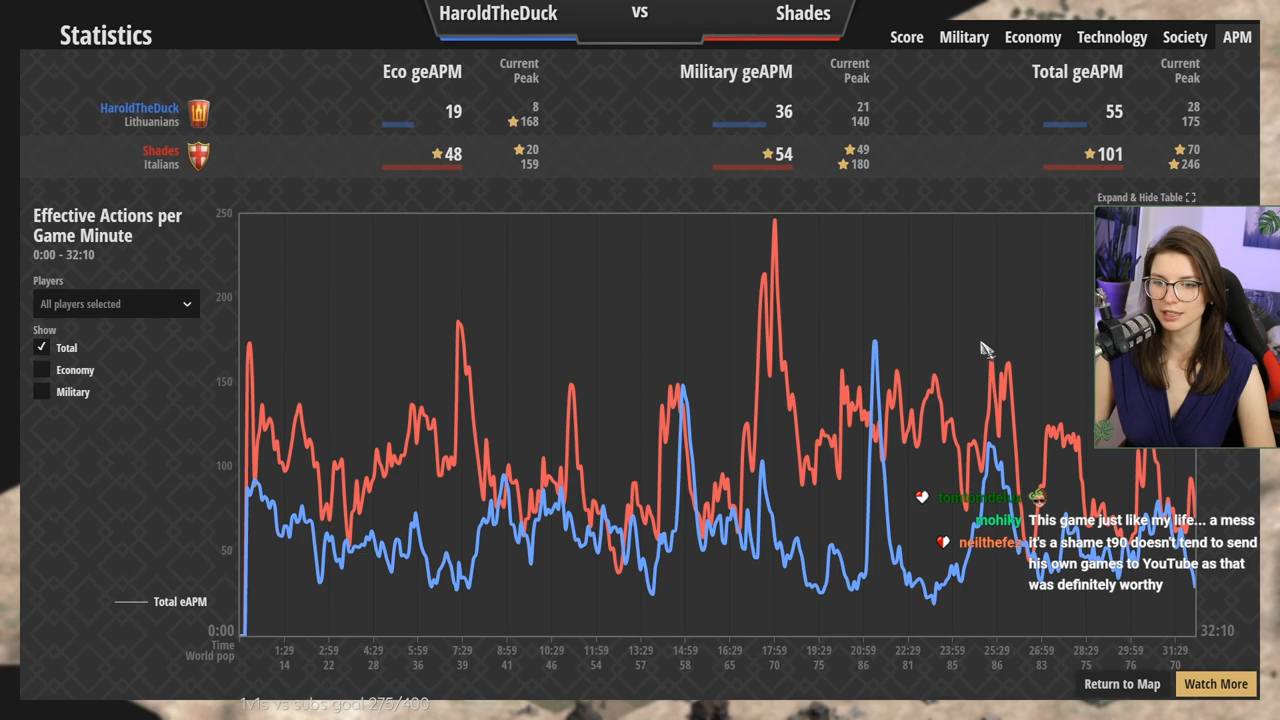 HaroldTheDuck vs Shades
Statistics
Score Military Economy Technology Society APM
Eco geAPM Current Peak Military geAPM Current Peak Total geAPM Current Peak
HaroldTheDuck
Lithuanians
19 8 168 36 21 140 55 28 175
Shades
Italians
48 20 159 54 49 180 101 70 246
Expand & Hide Table
Effective Actions per
Game Minute
0:00 - 32:10
Players
All players selected
Show
Total
Economy
Military
250
200
150
100
50
Total eAPM
0:00
32:10
Time 1:29 2:59 4:29 5:59 7:29 8:59 10:29 11:59 13:29 14:59 16:29 17:59 19:29 20:59 22:29 23:59 25:29 26:59 28:29 29:59 31:29
World pop 14 22 28 36 39 41 46 54 57 58 65 70 75 86 81 85 86 83 75 76 70
mohiky This game just like my life... a mess
neilthefez it's a shame t90 doesn't tend to send
his own games to YouTube as that
was definitely worthy
Return to Map Watch More
1v1s vs subs goal 275/400